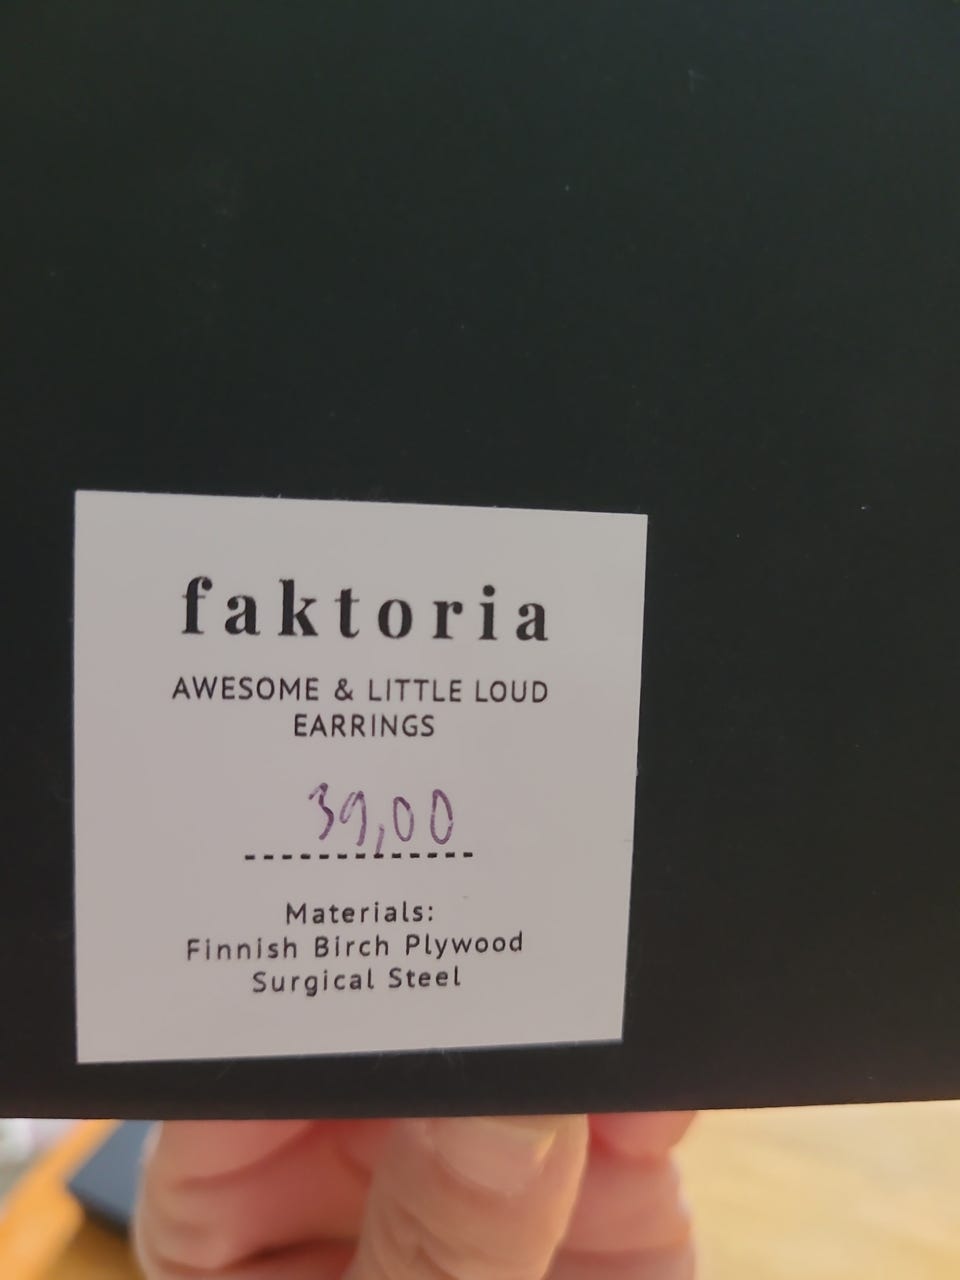 faktoria
AWESOME & LITTLE LOUD
EARRINGS
39,00
Materials:
Finnish Birch Plywood
Surgical Steel